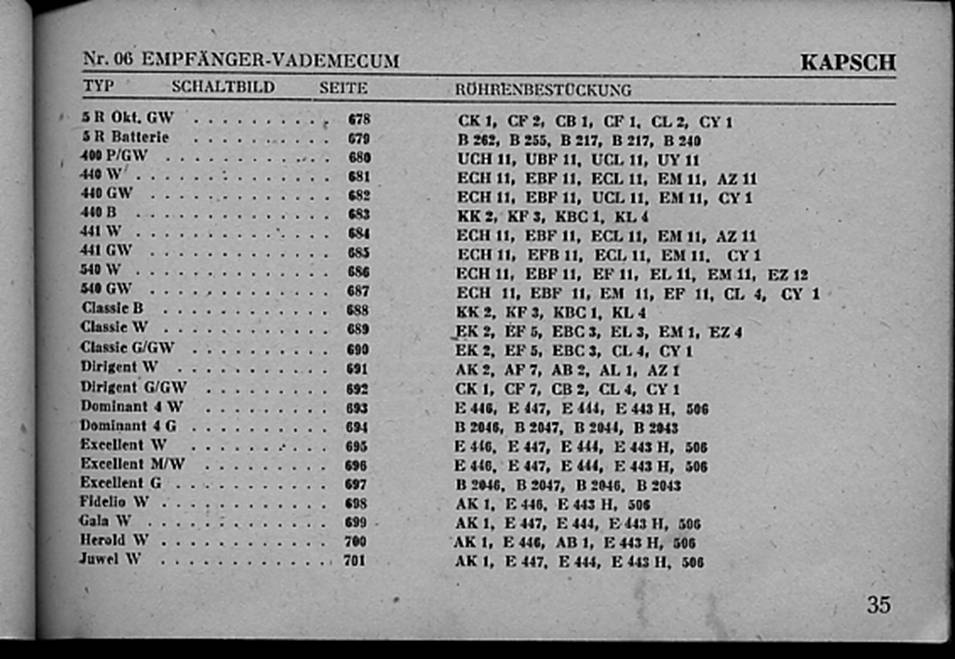 Nr. 06 EMPFÄNGER-VADEMECUM KAPSCH
TYP SCHALTBILD SEITE RÖHRENBESTÜCKUNG
5 R Okt. GW . . . . . . . . . . 678 CK 1, CF 2, CB 1, CF 1, CL 2, CY 1
5 R Batterie . . . . . . . . . . 679 B 262, B 255, B 217, B 217, B 240
400 P/GW . . . . . . . . . . . . 680 UCH 11, UBF 11, UCL 11, UY 11
440 W . . . . . . . . . . . . . . 681 ECH 11, EBF 11, ECL 11, EM 11, AZ 11
440 GW . . . . . . . . . . . . . 682 ECH 11, EBF 11, UCL 11, EM 11, CY 1
440 B . . . . . . . . . . . . . . 683 KK 2, KF 3, KBC 1, KL 4
441 W . . . . . . . . . . . . . . 684 ECH 11, EBF 11, ECL 11, EM 11, AZ 11
441 GW . . . . . . . . . . . . . 685 ECH 11, EFB 11, ECL 11, EM 11. CY 1
540 W . . . . . . . . . . . . . . 686 ECH 11, EBF 11, EF 11, EL 11, EM 11, EZ 12
540 GW . . . . . . . . . . . . . 687 ECH 11, EBF 11, EM 11, EF 11, CL 4, CY 1
Classic B . . . . . . . . . . . . 688 KK 2, KF 3, KBC 1, KL 4
Classic W . . . . . . . . . . . . 689 EK 2, EF 5, EBC 3, EL 3, EM 1, EZ 4
Classic G/GW . . . . . . . . . . 690 EK 2, EF 5, EBC 3, CL 4, CY 1
Dirigent W . . . . . . . . . . . 691 AK 2, AF 7, AB 2, AL 1, AZ 1
Dirigent G/GW . . . . . . . . . 692 CK 1, CF 7, CB 2, CL 4, CY 1
Dominant 4 W . . . . . . . . . 693 E 446, E 447, E 444, E 443 H, 506
Dominant 4 G . . . . . . . . . . 694 B 2046, B 2047, B 2044, B 2043
Excellent W . . . . . . . . . . 695 E 446, E 447, E 444, E 443 H, 506
Excellent M/W . . . . . . . . . 696 E 446, E 447, E 444, E 443 H, 506
Excellent G . . . . . . . . . . . 697 B 2046, B 2047, B 2046, B 2043
Fidelio W . . . . . . . . . . . . 698 AK 1, E 446, E 443 H, 506
Gala W . . . . . . . . . . . . . 699 AK 1, E 447, E 444, E 443 H, 506
Herold W . . . . . . . . . . . . 700 AK 1, E 446, AB 1, E 443 H, 506
Juwel W . . . . . . . . . . . . 701 AK 1, E 447, E 444, E 443 H, 506
35